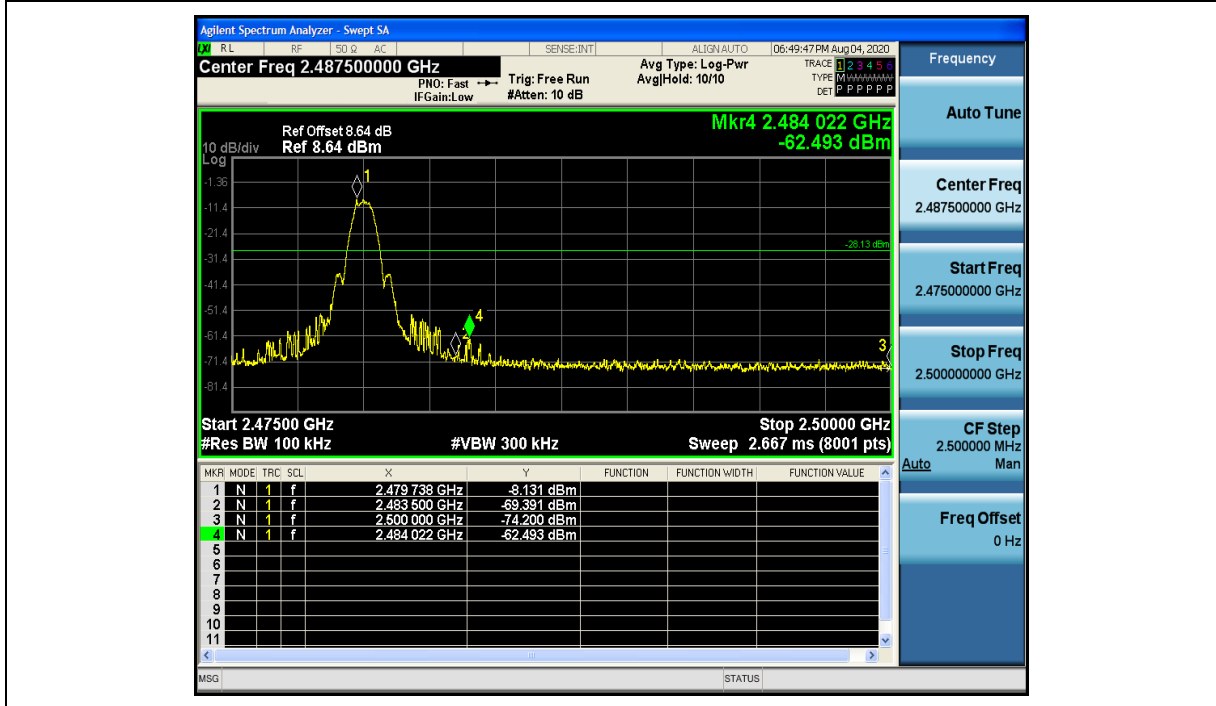 Agilent Spectrum Analyzer - Swept SA
LXI RL RF 50 Ω AC SENSE:INT ALIGN AUTO 06:49:47 PM Aug 04, 2020
Center Freq 2.487500000 GHz
PNO: Fast
IFGain:Low
Trig: Free Run
#Atten: 10 dB
Avg Type: Log-Pwr
Avg|Hold: 10/10
TRACE 1 2 3 4 5 6
TYPE M WWWWW
DET P P P P P P
Frequency
Auto Tune
Center Freq
2.487500000 GHz
Start Freq
2.475000000 GHz
Stop Freq
2.500000000 GHz
CF Step
2.500000 MHz
Auto Man
Freq Offset
0 Hz
Mkr4 2.484 022 GHz
-62.493 dBm
Ref Offset 8.64 dB
10 dB/div Ref 8.64 dBm
Log
-1.36
-11.4
-21.4
-31.4
-41.4
-51.4
-61.4
-71.4
-81.4
1
-28.13 dBm
4
2
3
Start 2.47500 GHz Stop 2.50000 GHz
#Res BW 100 kHz #VBW 300 kHz Sweep 2.667 ms (8001 pts)
MKR MODE TRC SCL X Y FUNCTION FUNCTION WIDTH FUNCTION VALUE
1 N 1 f 2.479 738 GHz -8.131 dBm
2 N 1 f 2.483 500 GHz -69.391 dBm
3 N 1 f 2.500 000 GHz -74.200 dBm
4 N 1 f 2.484 022 GHz -62.493 dBm
5
6
7
8
9
10
11
MSG STATUS